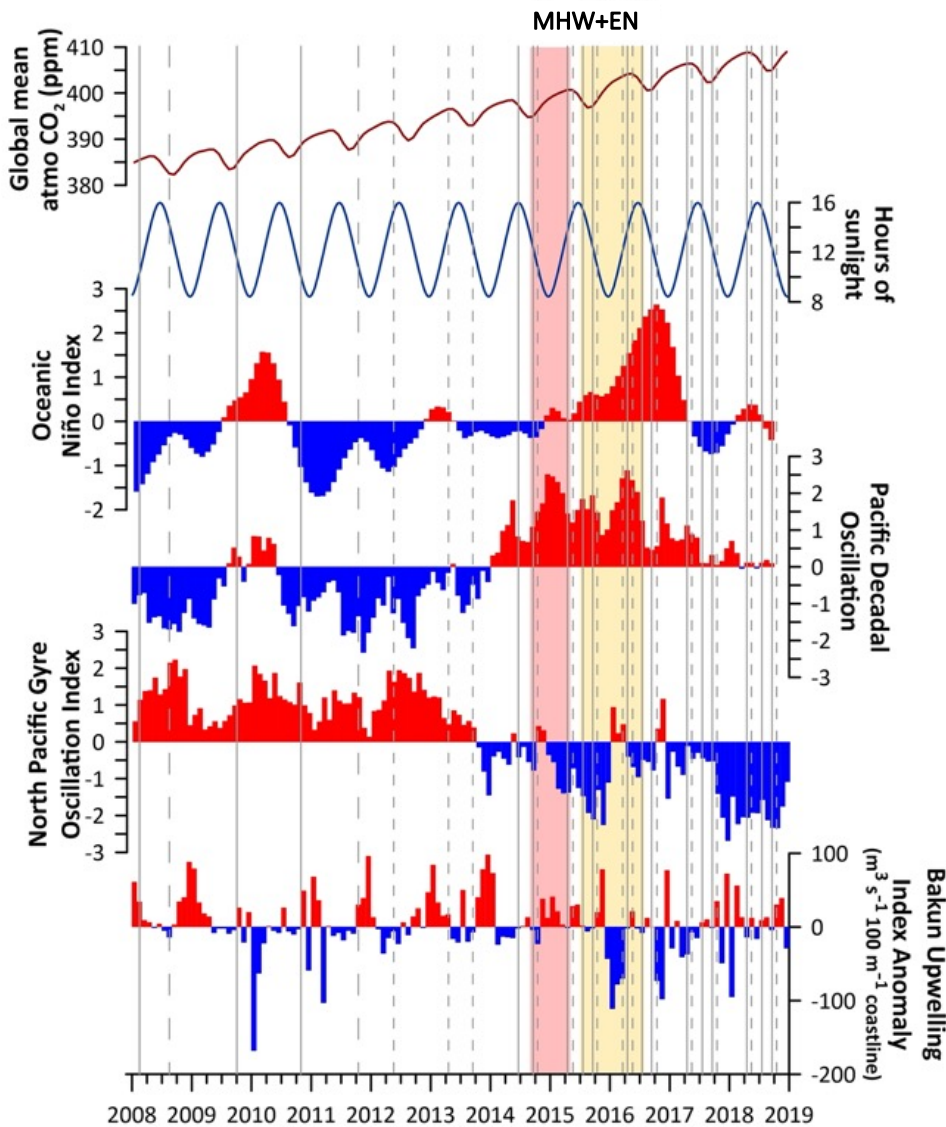 MHW+EN
Global mean
atmo CO2 (ppm)
410
400
390
380
16
12
8
Hours of
sunlight
3
2
1
0
-1
-2
Oceanic
Niño Index
3
2
1
0
-1
-2
-3
Pacific Decadal
Oscillation
3
2
1
0
-1
-2
-3
North Pacific Gyre
Oscillation Index
100
0
-100
-200
Bakun Upwelling
Index Anomaly
(m3 s-1 100 m-1 coastline)
2008 2009 2010 2011 2012 2013 2014 2015 2016 2017 2018 2019